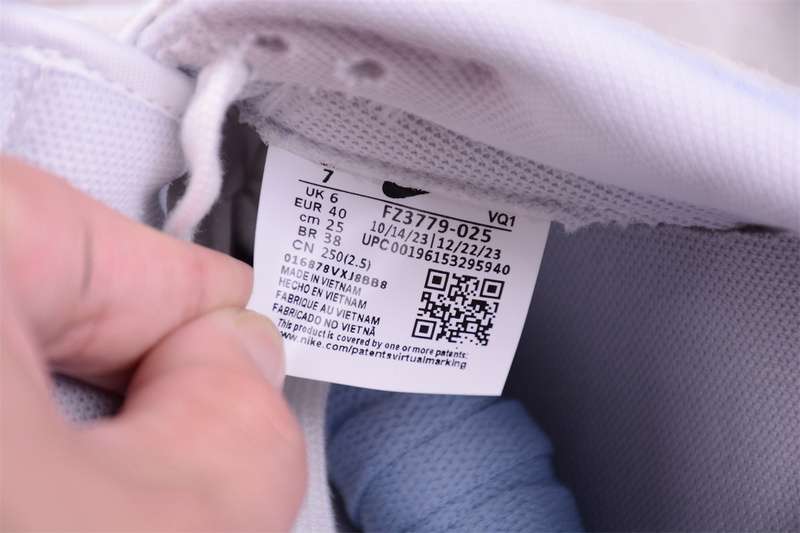 7
UK 6
EUR 40
cm 25
BR 38
CN 250(2.5)
016878VXJ8BB8
MADE IN VIETNAM
HECHO EN VIETNAM
FABRIQUE AU VIETNAM
FABRICADO NO VIETNÃ
This product is covered by one or more patents:
www.nike.com/patentsvirtualmarking
VQ1
FZ3779-025
10/14/23|12/22/23
UPC00196153295940